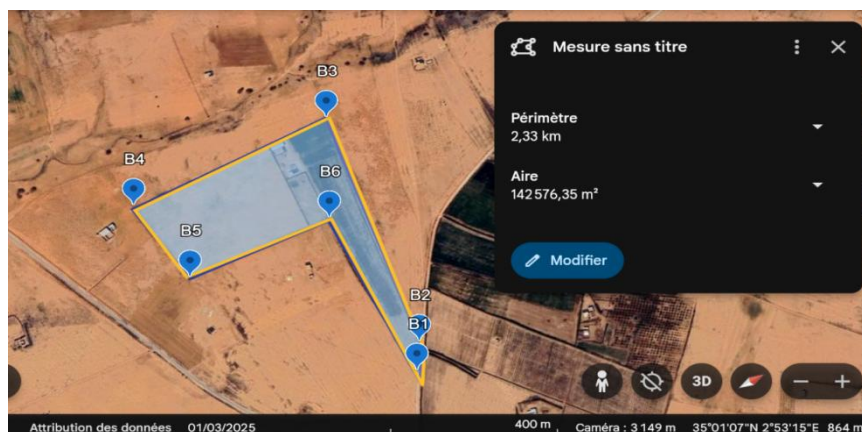 Mesure sans titre
Périmètre
2,33 km
Aire
142 576,35 m²
Modifier
B3
B4
B6
B5
B2
B1
3D
Attribution des données 01/03/2025 400 m Caméra : 3 149 m 35°01'07"N 2°53'15"E 864 m